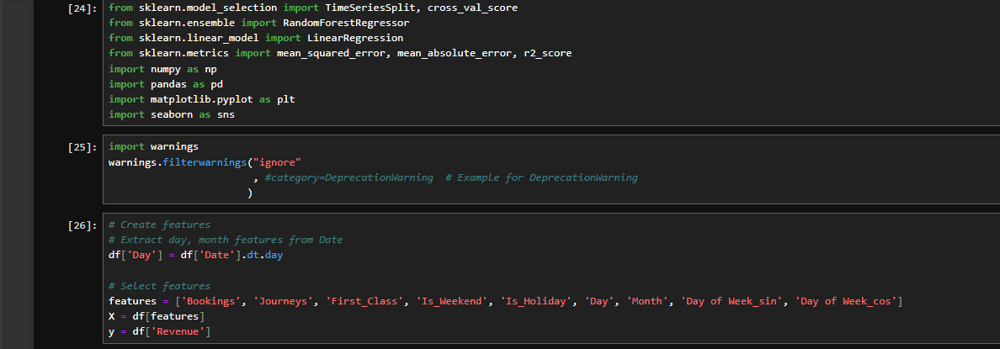 [24]: from sklearn.model_selection import TimeSeriesSplit, cross_val_score
from sklearn.ensemble import RandomForestRegressor
from sklearn.linear_model import LinearRegression
from sklearn.metrics import mean_squared_error, mean_absolute_error, r2_score
import numpy as np
import pandas as pd
import matplotlib.pyplot as plt
import seaborn as sns
[25]: import warnings
warnings.filterwarnings("ignore"
, #category=DeprecationWarning  # Example for DeprecationWarning
)
[26]: # Create features
# Extract day, month features from Date
df['Day'] = df['Date'].dt.day
# Select features
features = ['Bookings', 'Journeys', 'First_Class', 'Is_Weekend', 'Is_Holiday', 'Day', 'Month', 'Day of Week_sin', 'Day of Week_cos']
X = df[features]
y = df['Revenue']